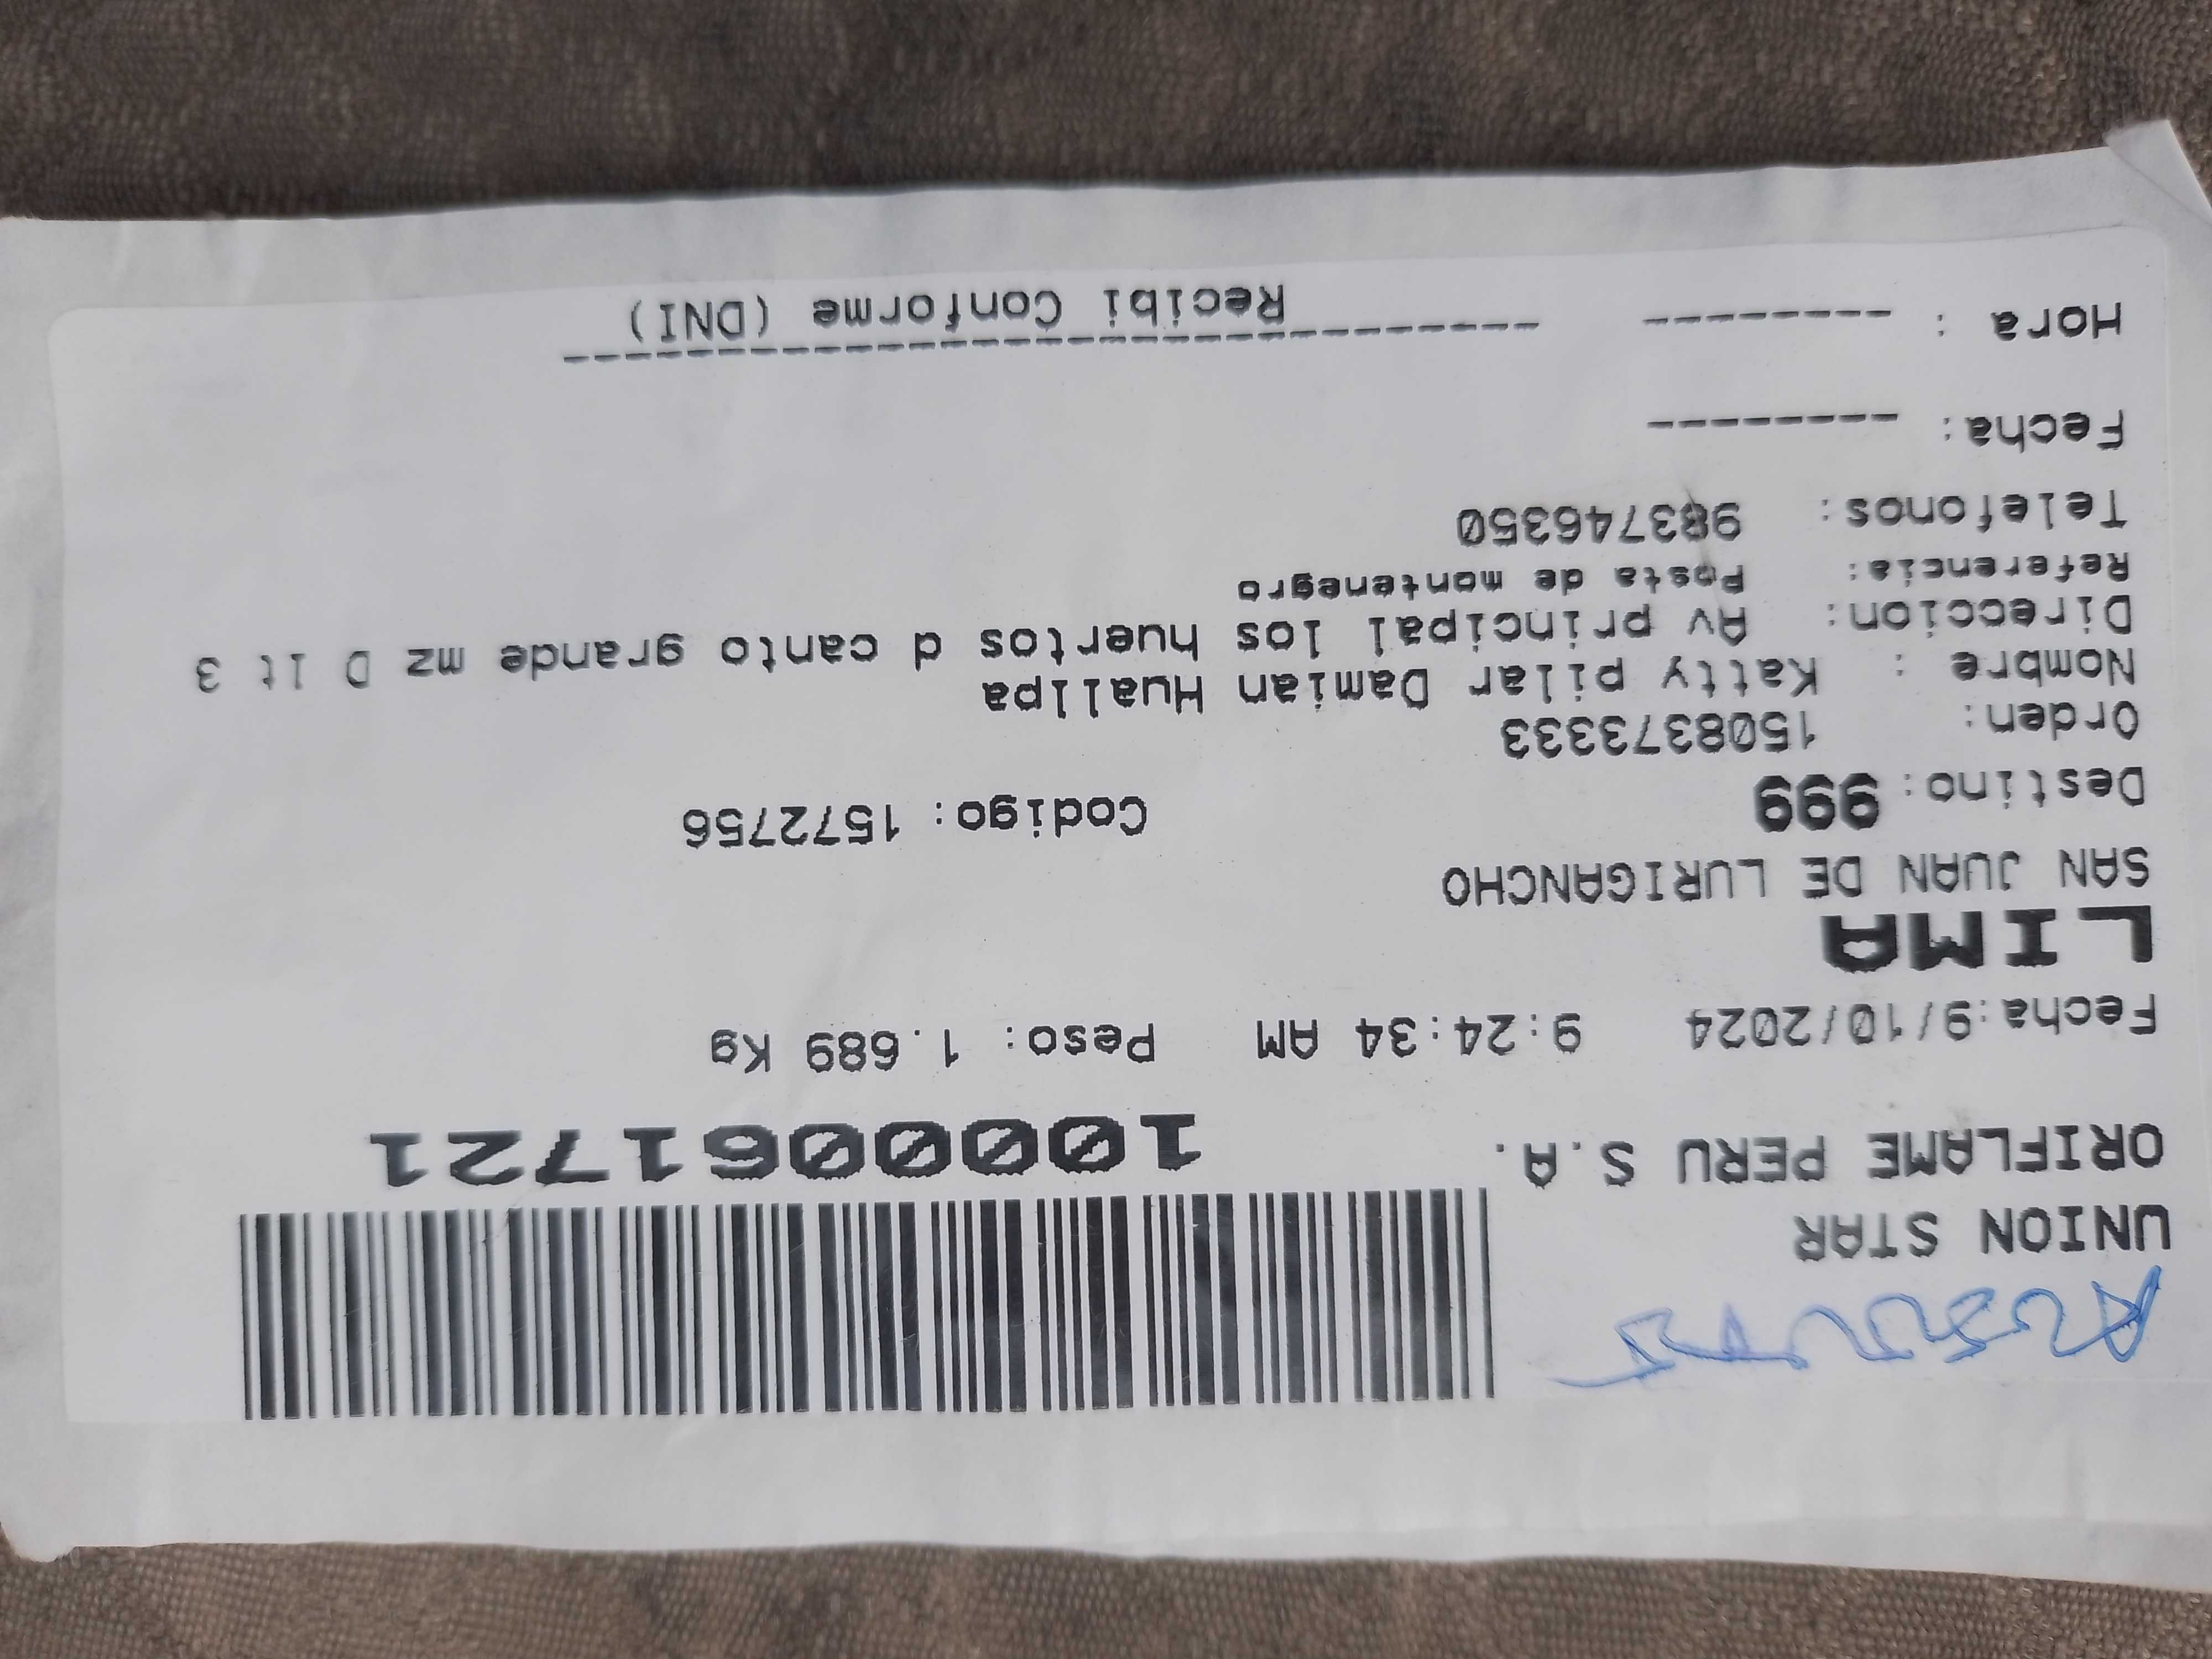 UNION STAR
ORIFLAME PERU S.A.
1000061721
Fecha:9/10/2024 9:24:34 AM Peso: 1.689 Kg
LIMA
SAN JUAN DE LURIGANCHO
Destino: 999 Codigo: 1572756
Orden: 1508373333
Nombre : Katty pilar Damian Huallpa
Direccion: Av principal los huertos d canto grande mz D lt 3
Referencia: Posta de montenegro
Telefonos: 983746350
Fecha: --------
Hora : --------
Recibi Conforme (DNI)